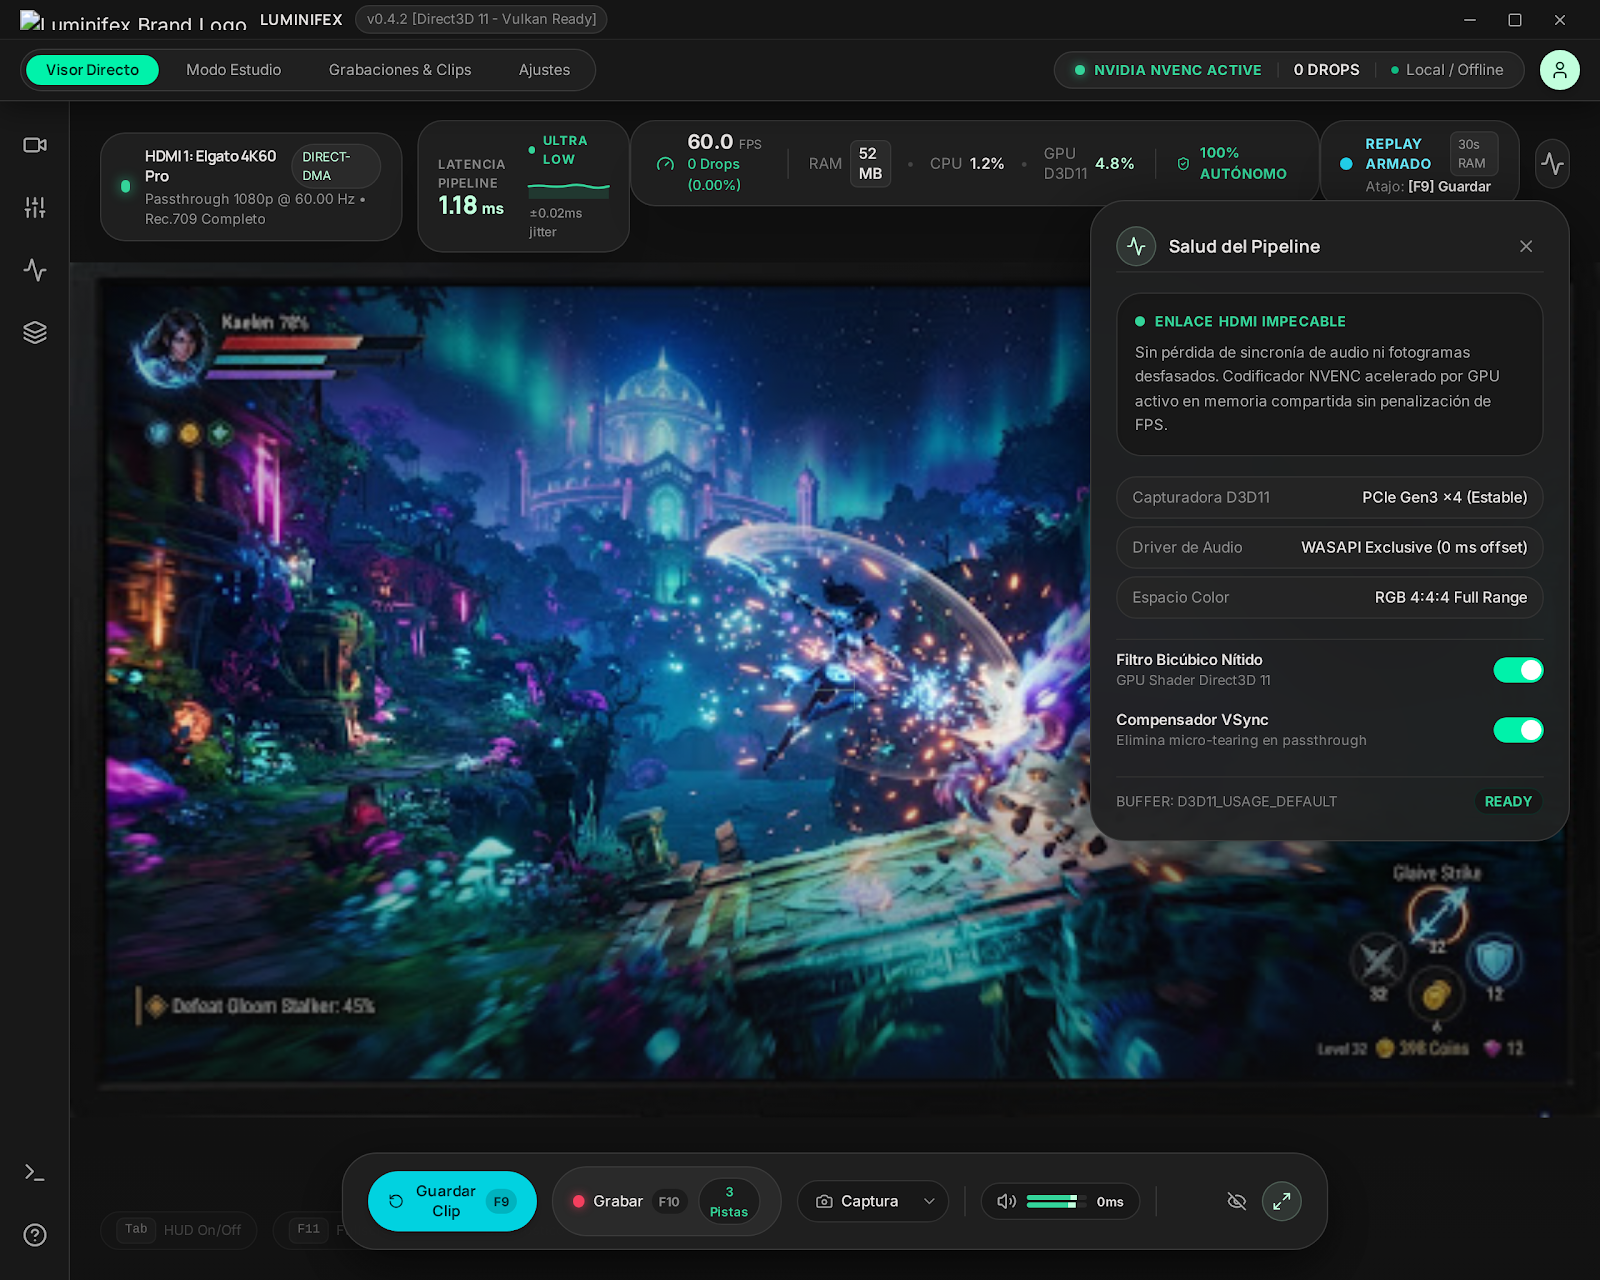 Luminifex Brand Logo LUMINIFEX v0.4.2 [Direct3D 11 - Vulkan Ready]
Visor Directo Modo Estudio Grabaciones & Clips Ajustes NVIDIA NVENC ACTIVE 0 DROPS Local / Offline
HDMI 1: Elgato 4K60
Pro
DIRECT-
DMA
Passthrough 1080p @ 60.00 Hz •
Rec.709 Completo
LATENCIA
PIPELINE
1.18 ms
ULTRA
LOW
±0.02ms
jitter
60.0 FPS
0 Drops
(0.00%)
RAM 52
MB
CPU 1.2%
GPU
D3D11 4.8%
100%
AUTÓNOMO
REPLAY
ARMADO
30s
RAM
Atajo: [F9] Guardar
Salud del Pipeline
ENLACE HDMI IMPECABLE
Sin pérdida de sincronía de audio ni fotogramas
desfasados. Codificador NVENC acelerado por GPU
activo en memoria compartida sin penalización de
FPS.
Capturadora D3D11 PCIe Gen3 ×4 (Estable)
Driver de Audio WASAPI Exclusive (0 ms offset)
Espacio Color RGB 4:4:4 Full Range
Filtro Bicúbico Nítido
GPU Shader Direct3D 11
Compensador VSync
Elimina micro-tearing en passthrough
BUFFER: D3D11_USAGE_DEFAULT READY
Kaelen 78%
Glaive Strike
32
32 12
6
Defeat Gloom Stalker: 45%
Level 32 398 Coins 12
Guardar
Clip
F9
Grabar F10
3
Pistas
Captura
0ms
Tab HUD On/Off F11